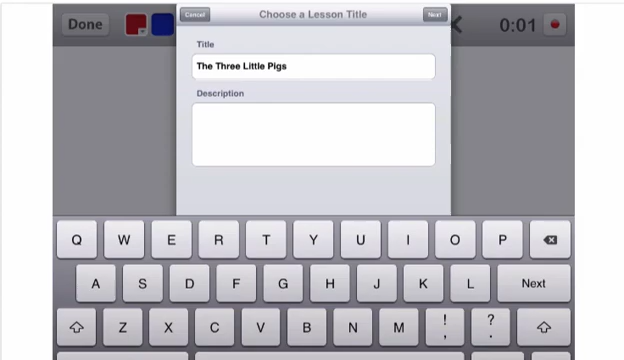 Done
Cancel Choose a Lesson Title Next
0:01
Title
The Three Little Pigs
Description
Q W E R T Y U I O P
A S D F G H J K L Next
Z X C V B N M ! , ? .